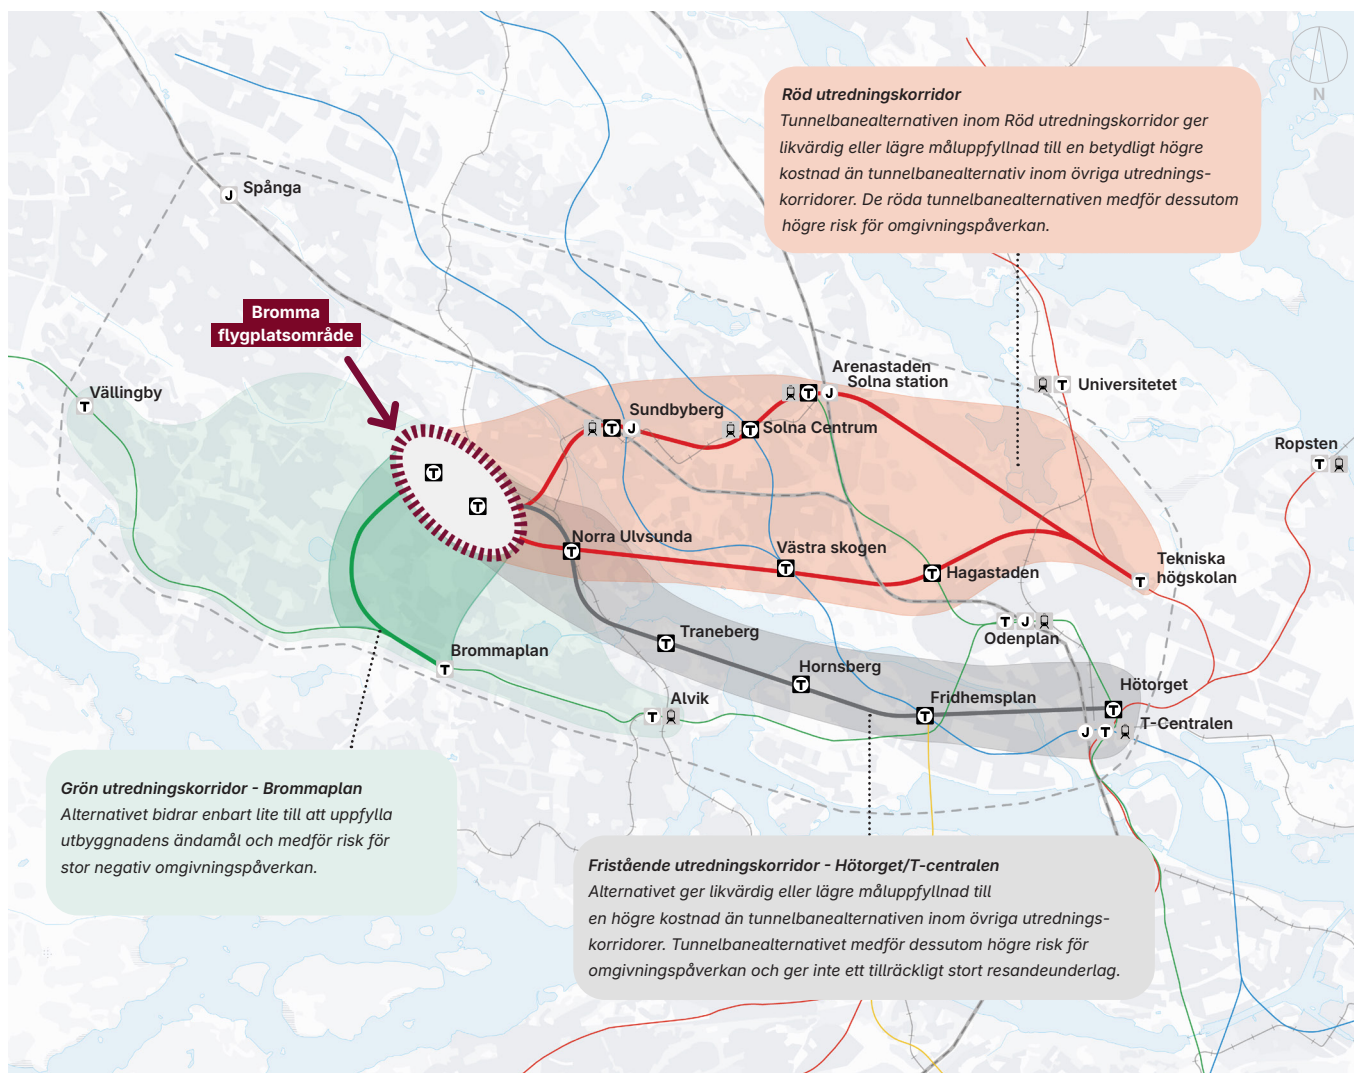 Röd utredningskorridor
Tunnelbanealternativen inom Röd utredningskorridor ger
likvärdig eller lägre måluppfyllnad till en betydligt högre
kostnad än tunnelbanealternativ inom övriga utrednings-
korridorer. De röda tunnelbanealternativen medför dessutom
högre risk för omgivningspåverkan.
N
J Spånga
Bromma
flygplatsområde
Vällingby
T
Arenastaden
Solna station
T J
T Universitetet
Sundbyberg
T J
T Solna Centrum
Ropsten
T
T
T
Norra Ulvsunda
T
Västra skogen
T
T Hagastaden
Tekniska
högskolan
T
T J
Odenplan
Traneberg
T
Brommaplan
T
Hornsberg
T
Alvik
T
Fridhemsplan
T
Hötorget
T
J T T-Centralen
Grön utredningskorridor - Brommaplan
Alternativet bidrar enbart lite till att uppfylla
utbyggnadens ändamål och medför risk för
stor negativ omgivningspåverkan.
Fristående utredningskorridor - Hötorget/T-centralen
Alternativet ger likvärdig eller lägre måluppfyllnad till
en högre kostnad än tunnelbanealternativen inom övriga utrednings-
korridorer. Tunnelbanealternativet medför dessutom högre risk för
omgivningspåverkan och ger inte ett tillräckligt stort resandeunderlag.